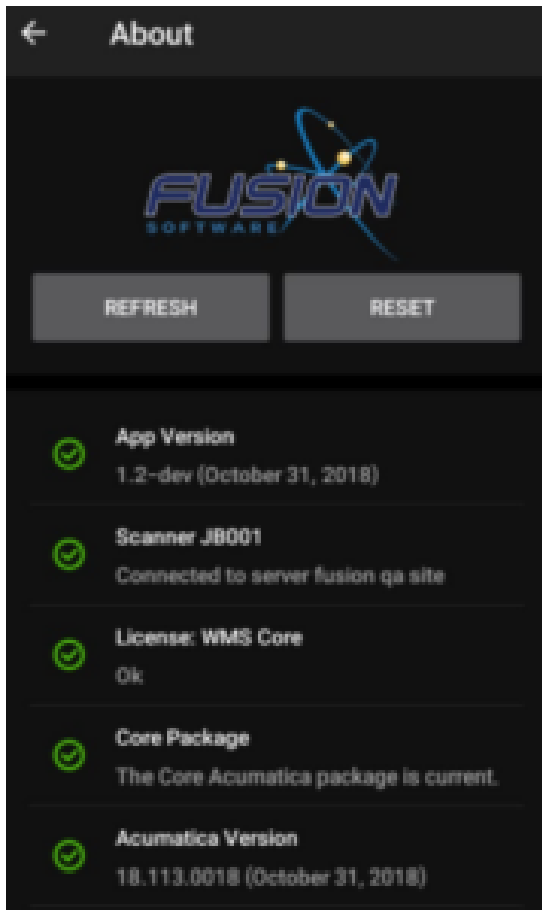 About
FUSION
SOFTWARE
REFRESH RESET
App Version
1.2-dev (October 31, 2018)
Scanner JB001
Connected to server fusion qa site
License: WMS Core
Ok
Core Package
The Core Acumatica package is current.
Acumatica Version
18.113.0018 (October 31, 2018)